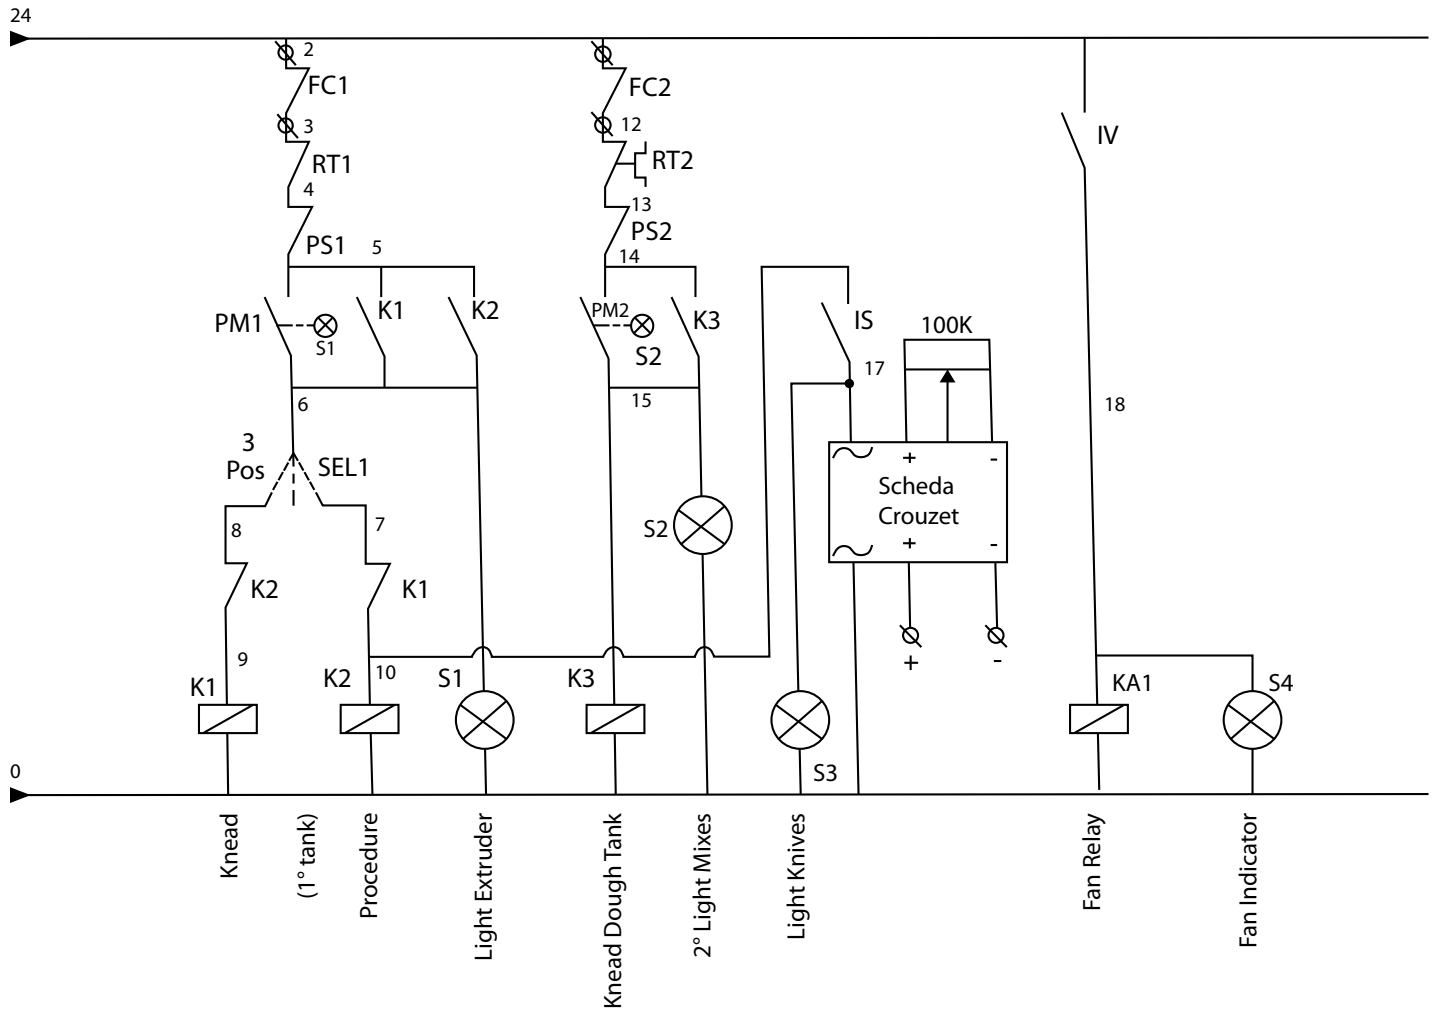 24
2
FC1
FC2
3
12
IV
RT1
RT2
4
13
PS1
5
PS2
14
PM1
S1
K1
K2
PM2
S2
K3
IS
100K
17
6
15
18
3
Pos
SEL1
+
-
Scheda
Crouzet
+
-
8
7
S2
K2
K1
+
-
9
10
K1
K2
S1
K3
KA1
S4
0
S3
Knead
(1° tank)
Procedure
Light Extruder
Knead Dough Tank
2° Light Mixes
Light Knives
Fan Relay
Fan Indicator